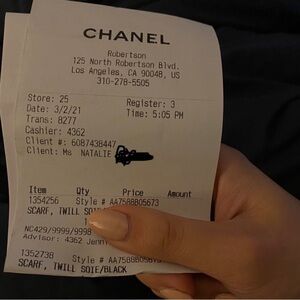 CHANEL
Robertson
125 North Robertson Blvd.
Los Angeles, CA 90048, US
310-278-5505
Store: 25 Register: 3
Date: 3/2/21 Time: 5:05 PM
Trans: 8277
Cashier: 4362
Client #: 6087438447
Client: Ms NATALIE
Item Qty Price Amount
1354256 Style # AA7588B05673
SCARF, TWILL
NC429/9999/9998
Advisor: 4362
1352738 Style #
SCARF, TWILL SOIE/BLACK